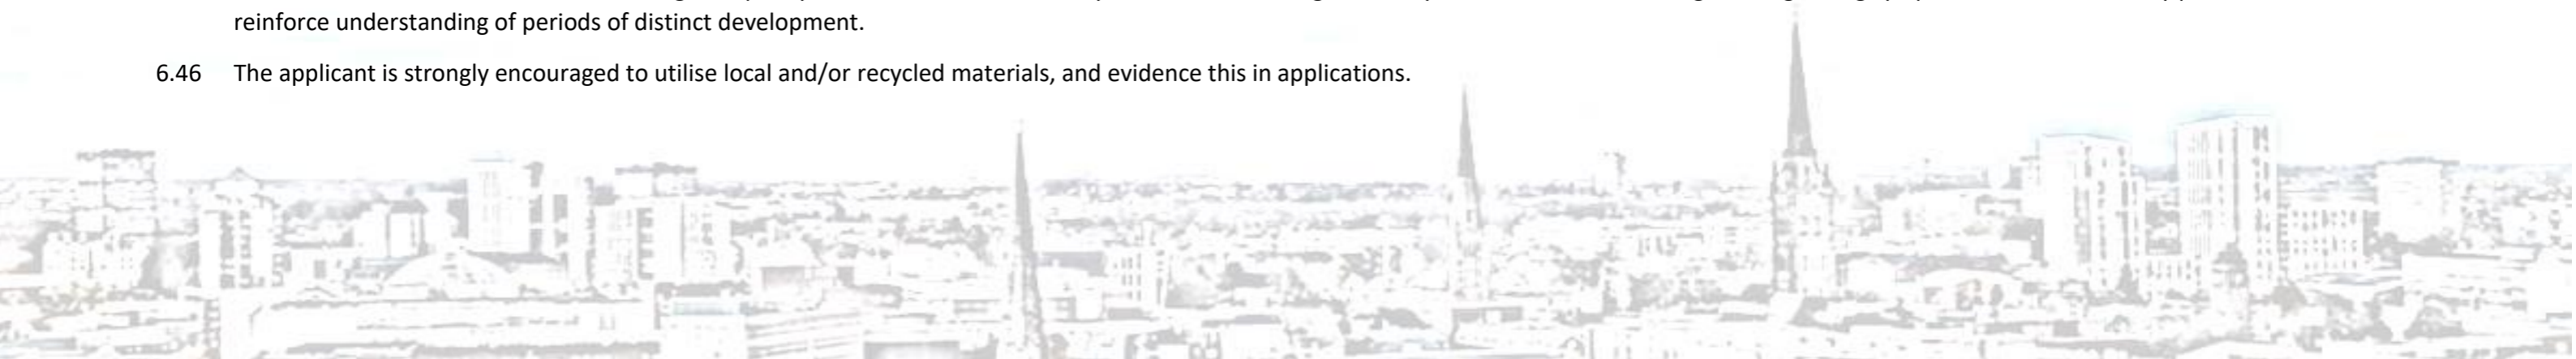 reinforce understanding of periods of distinct development.
6.46 The applicant is strongly encouraged to utilise local and/or recycled materials, and evidence this in applications.